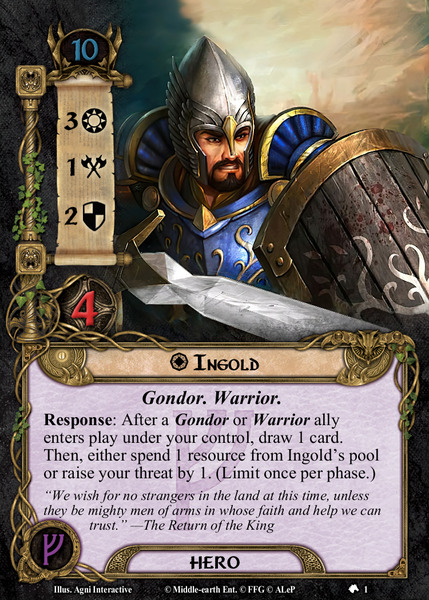 10
3
1
2
4
INGOLD
Gondor. Warrior.
Response: After a Gondor or Warrior ally
enters play under your control, draw 1 card.
Then, either spend 1 resource from Ingold's pool
or raise your threat by 1. (Limit once per phase.)
"We wish for no strangers in the land at this time, unless
they be mighty men of arms in whose faith and help we can
trust." —The Return of the King
HERO
Illus. Agni Interactive © Middle-earth Ent. © FFG © ALeP 1